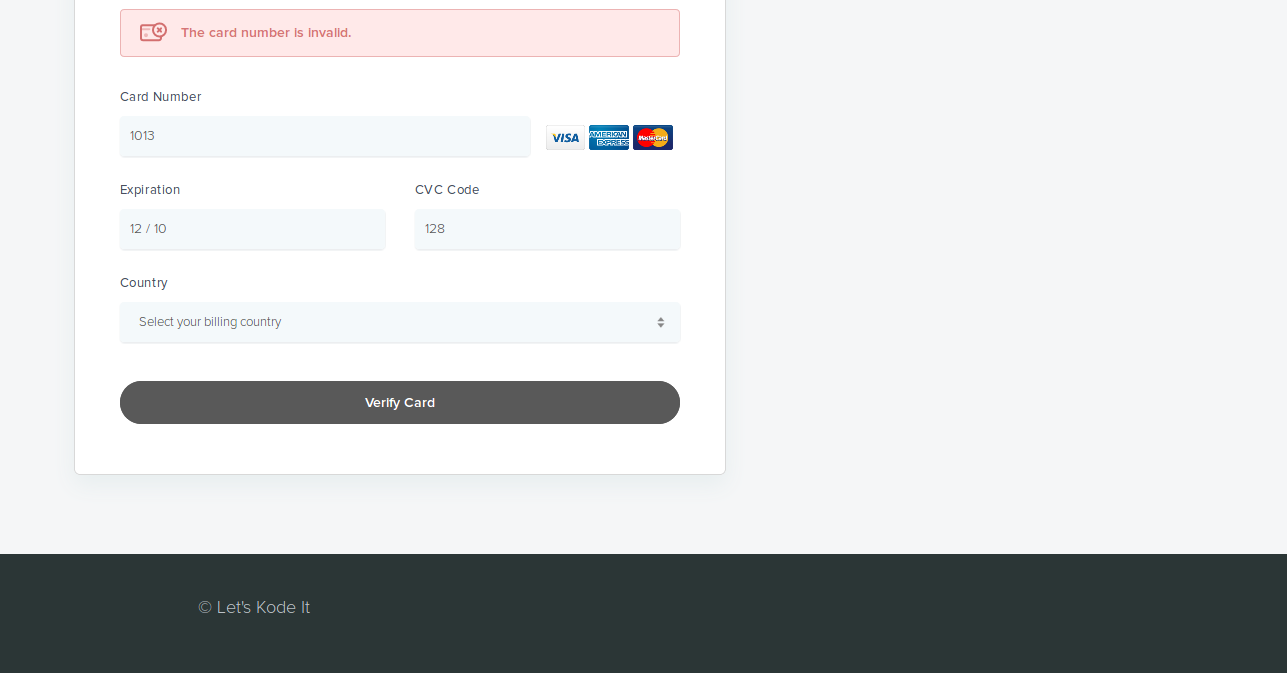 The card number is invalid.
Card Number
1013
VISA
AMERICAN EXPRESS
MasterCard
Expiration
CVC Code
12 / 10
128
Country
Select your billing country
Verify Card
© Let's Kode It